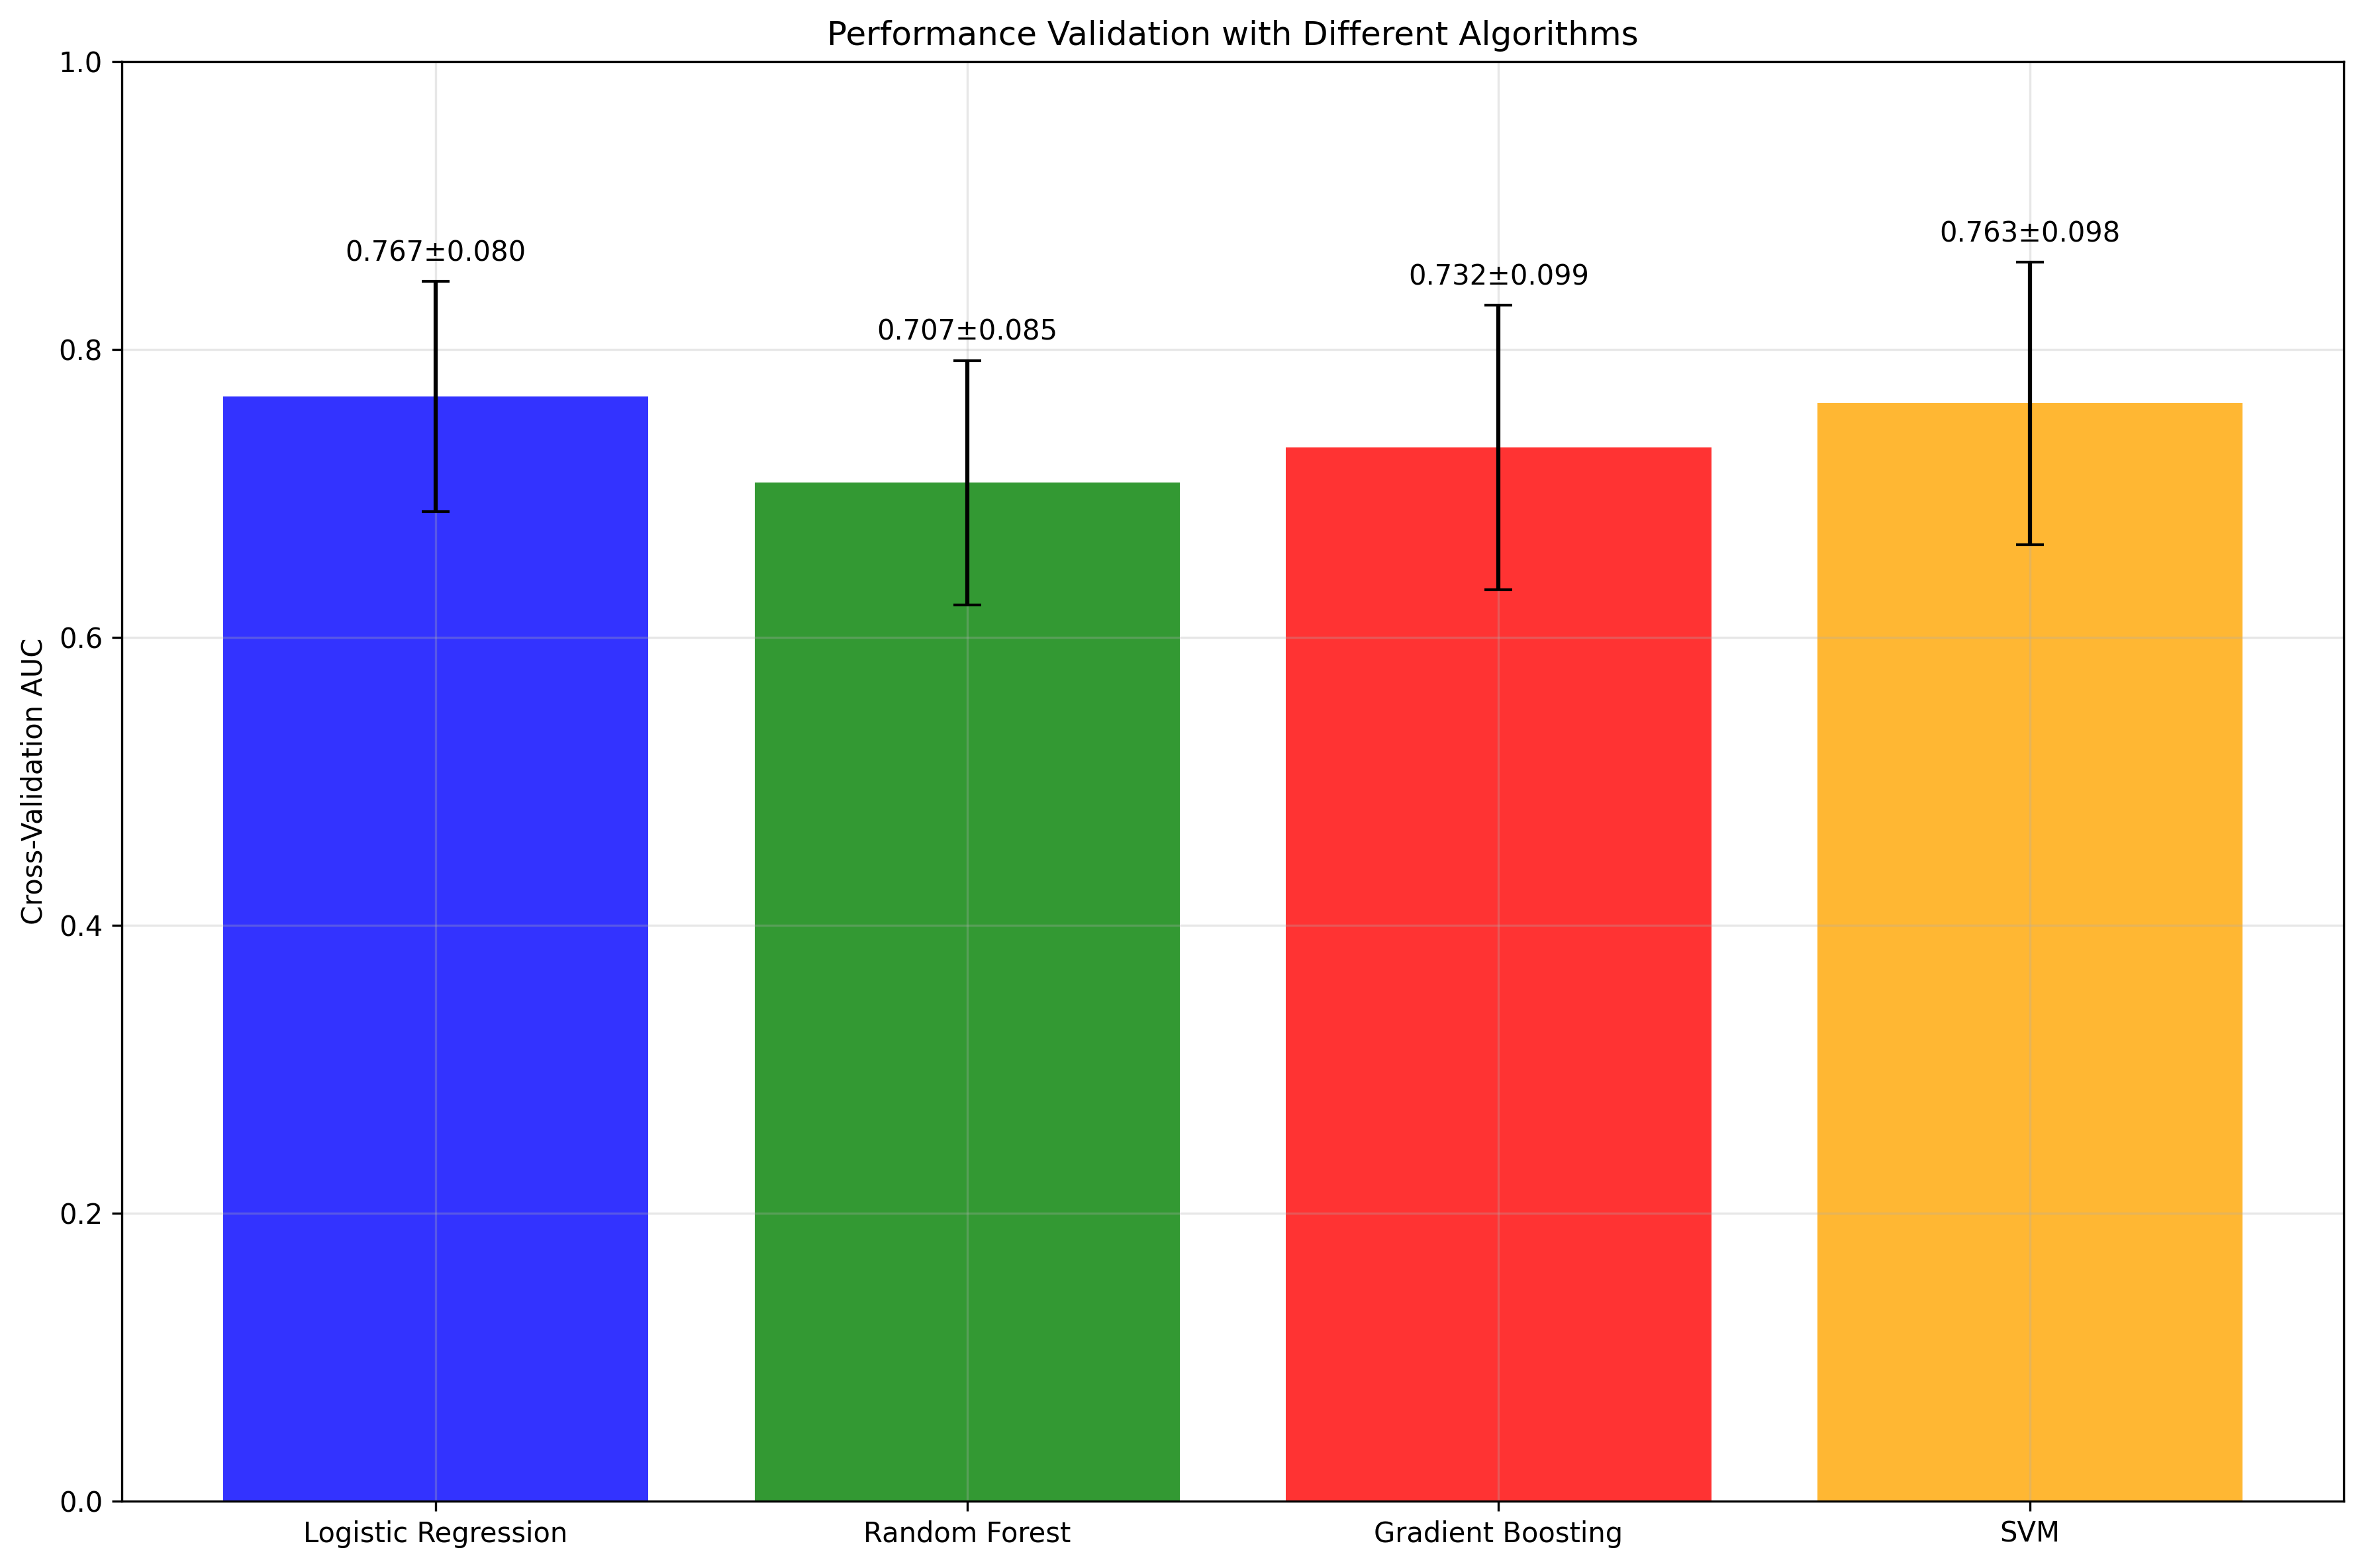 Performance Validation with Different Algorithms
Cross-Validation AUC
1.0
0.8
0.6
0.4
0.2
0.0
0.767±0.080
0.707±0.085
0.732±0.099
0.763±0.098
Logistic Regression
Random Forest
Gradient Boosting
SVM